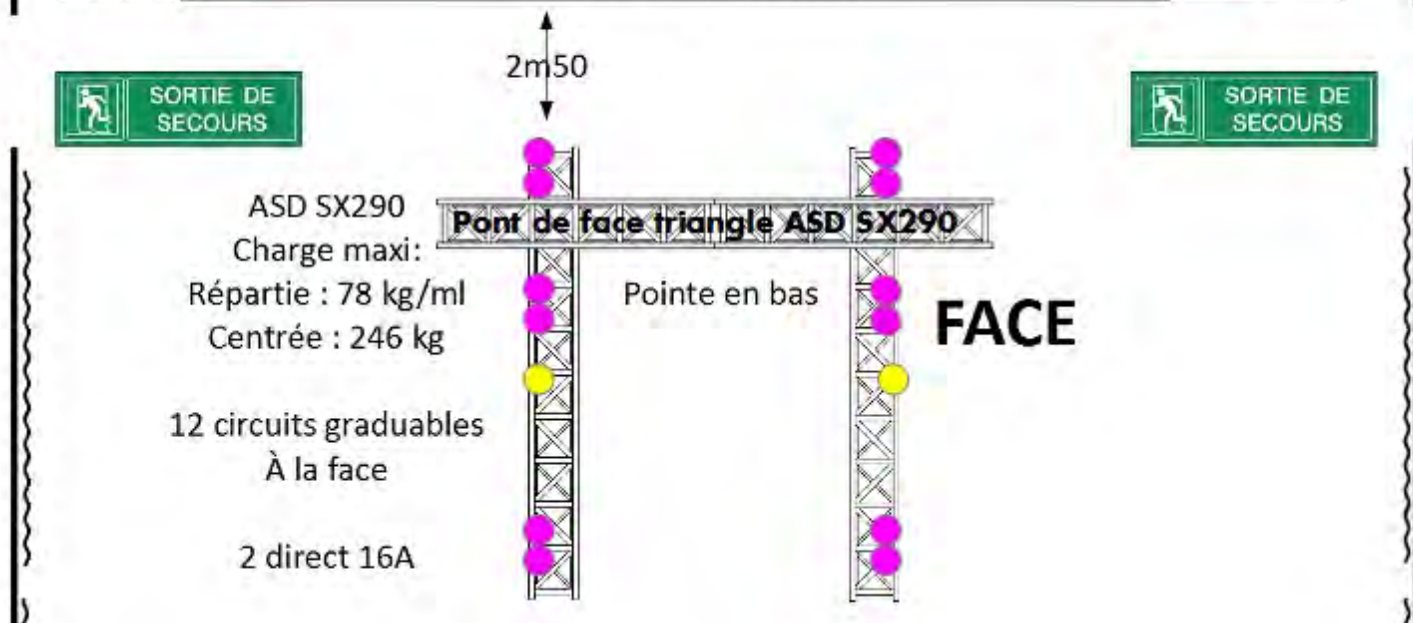 2m50
SORTIE DE
SECOURS
SORTIE DE
SECOURS
ASD SX290
Charge maxi:
Répartie : 78 kg/ml
Centrée : 246 kg
Pont de face triangle ASD SX290
Pointe en bas
FACE
12 circuits graduables
À la face
2 direct 16A